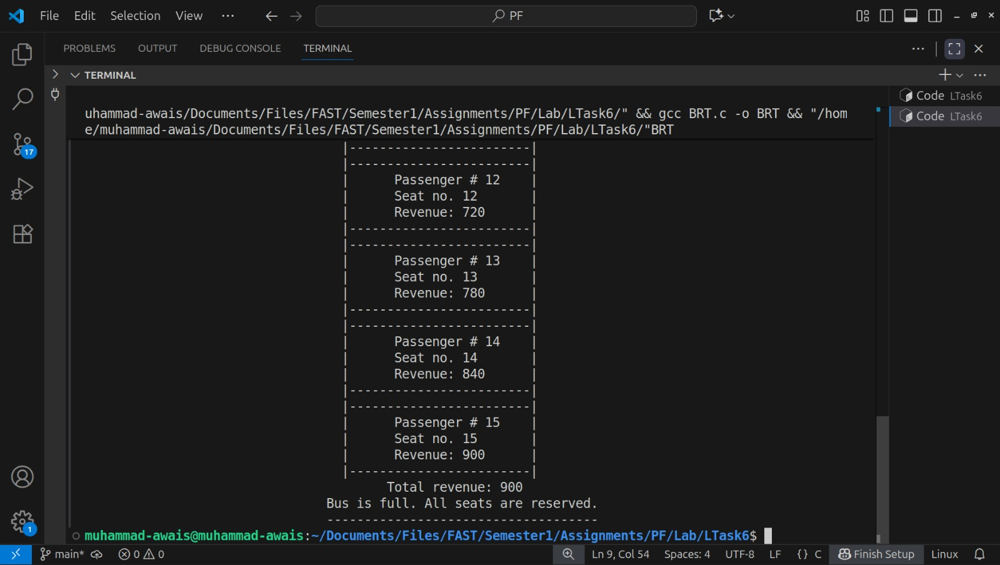 File Edit Selection View ··· PF
PROBLEMS OUTPUT DEBUG CONSOLE TERMINAL
TERMINAL
Code LTask6
Code LTask6
uhammad-awais/Documents/Files/FAST/Semester1/Assignments/PF/Lab/LTask6/" && gcc BRT.c -o BRT && "/hom
e/muhammad-awais/Documents/Files/FAST/Semester1/Assignments/PF/Lab/LTask6/"BRT
|------------------------|
|------------------------|
| Passenger # 12 |
| Seat no. 12 |
| Revenue: 720 |
|------------------------|
|------------------------|
| Passenger # 13 |
| Seat no. 13 |
| Revenue: 780 |
|------------------------|
|------------------------|
| Passenger # 14 |
| Seat no. 14 |
| Revenue: 840 |
|------------------------|
|------------------------|
| Passenger # 15 |
| Seat no. 15 |
| Revenue: 900 |
|------------------------|
Total revenue: 900
Bus is full. All seats are reserved.
------------------------------------
muhammad-awais@muhammad-awais:~/Documents/Files/FAST/Semester1/Assignments/PF/Lab/LTask6$
17
1
main* 0 0 Ln 9, Col 54 Spaces: 4 UTF-8 LF {} C Finish Setup Linux